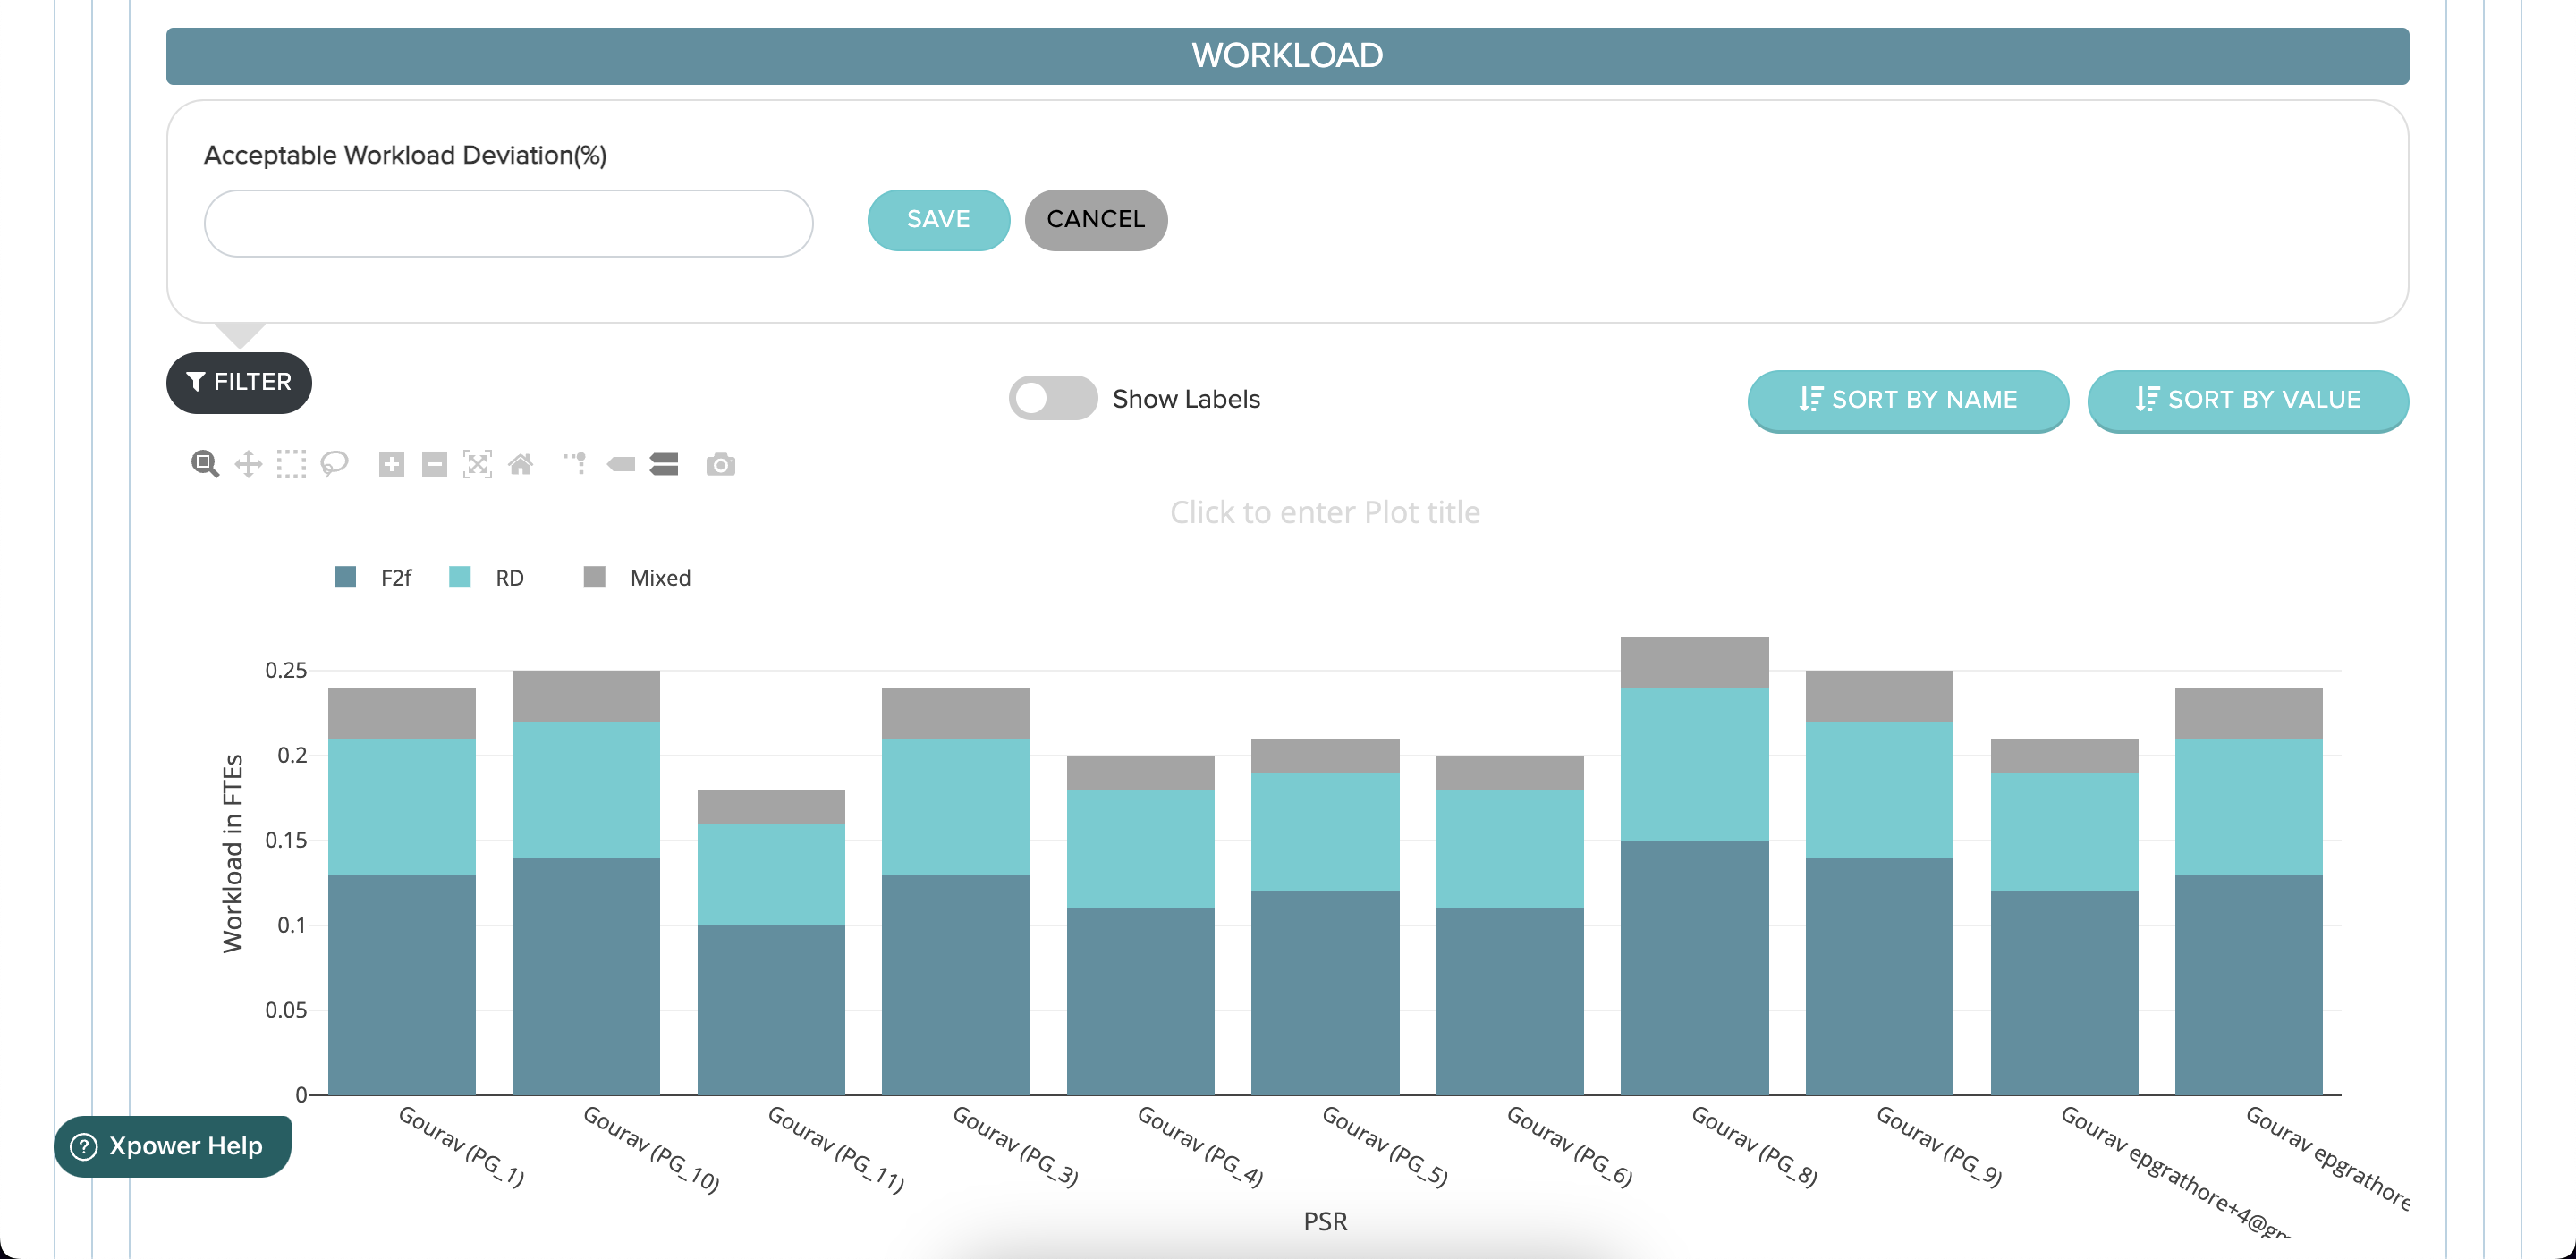 WORKLOAD
Acceptable Workload Deviation(%)
SAVE
CANCEL
FILTER
Show Labels
SORT BY NAME
SORT BY VALUE
Click to enter Plot title
F2f
RD
Mixed
0.25
0.2
0.15
0.1
0.05
0
Workload in FTEs
Gourav (PG_1)
Gourav (PG_10)
Gourav (PG_11)
Gourav (PG_3)
Gourav (PG_4)
Gourav (PG_5)
Gourav (PG_6)
Gourav (PG_8)
Gourav (PG_9)
Gourav epgrathore+4@gm
Gourav epgrathore
PSR
Xpower Help